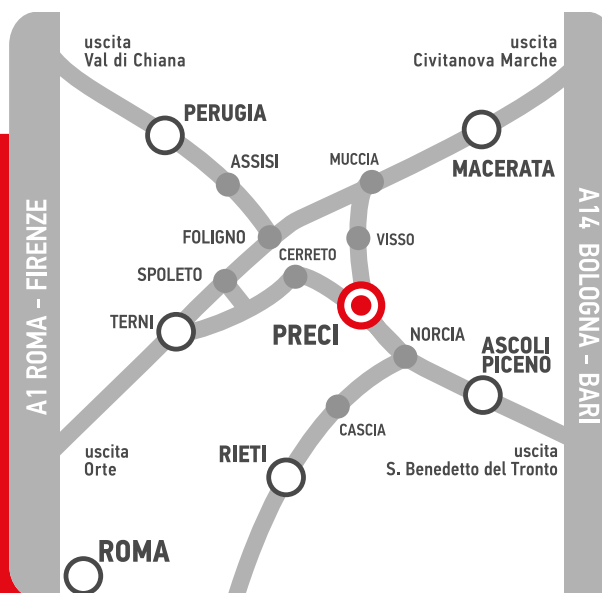 uscita
Val di Chiana
uscita
Civitanova Marche
PERUGIA
ASSISI
MUCCIA
MACERATA
A1 ROMA - FIRENZE
A14 BOLOGNA - BARI
FOLIGNO
VISSO
CERRETO
SPOLETO
TERNI
PRECI
NORCIA
ASCOLI
PICENO
CASCIA
uscita
Orte
RIETI
uscita
S. Benedetto del Tronto
ROMA